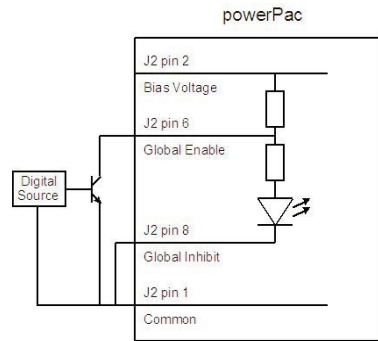 powerPac
J2 pin 2
Bias Voltage
J2 pin 6
Global Enable
Digital
Source
J2 pin 8
Global Inhibit
J2 pin 1
Common